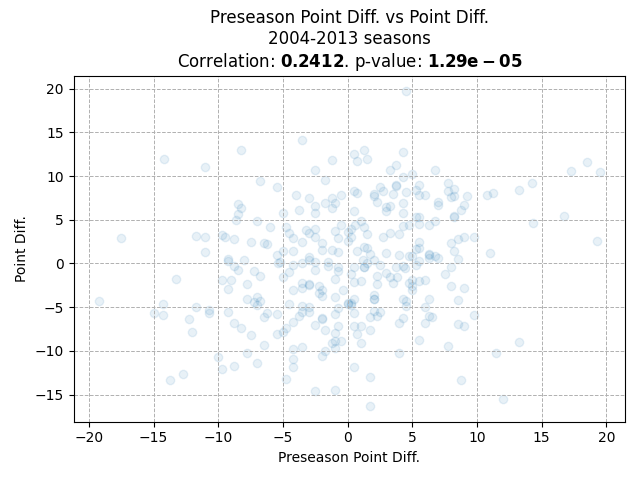 Preseason Point Diff. vs Point Diff.
2004-2013 seasons
Correlation: 0.2412. p-value: 1.29e − 05
20
15
10
5
0
−5
−10
−15
Point Diff.
−20 −15 −10 −5 0 5 10 15 20
Preseason Point Diff.